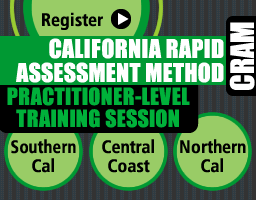 Register
CALIFORNIA RAPID
ASSESSMENT METHOD
CRAM
PRACTITIONER-LEVEL
TRAINING SESSION
Southern
Cal
Central
Coast
Northern
Cal